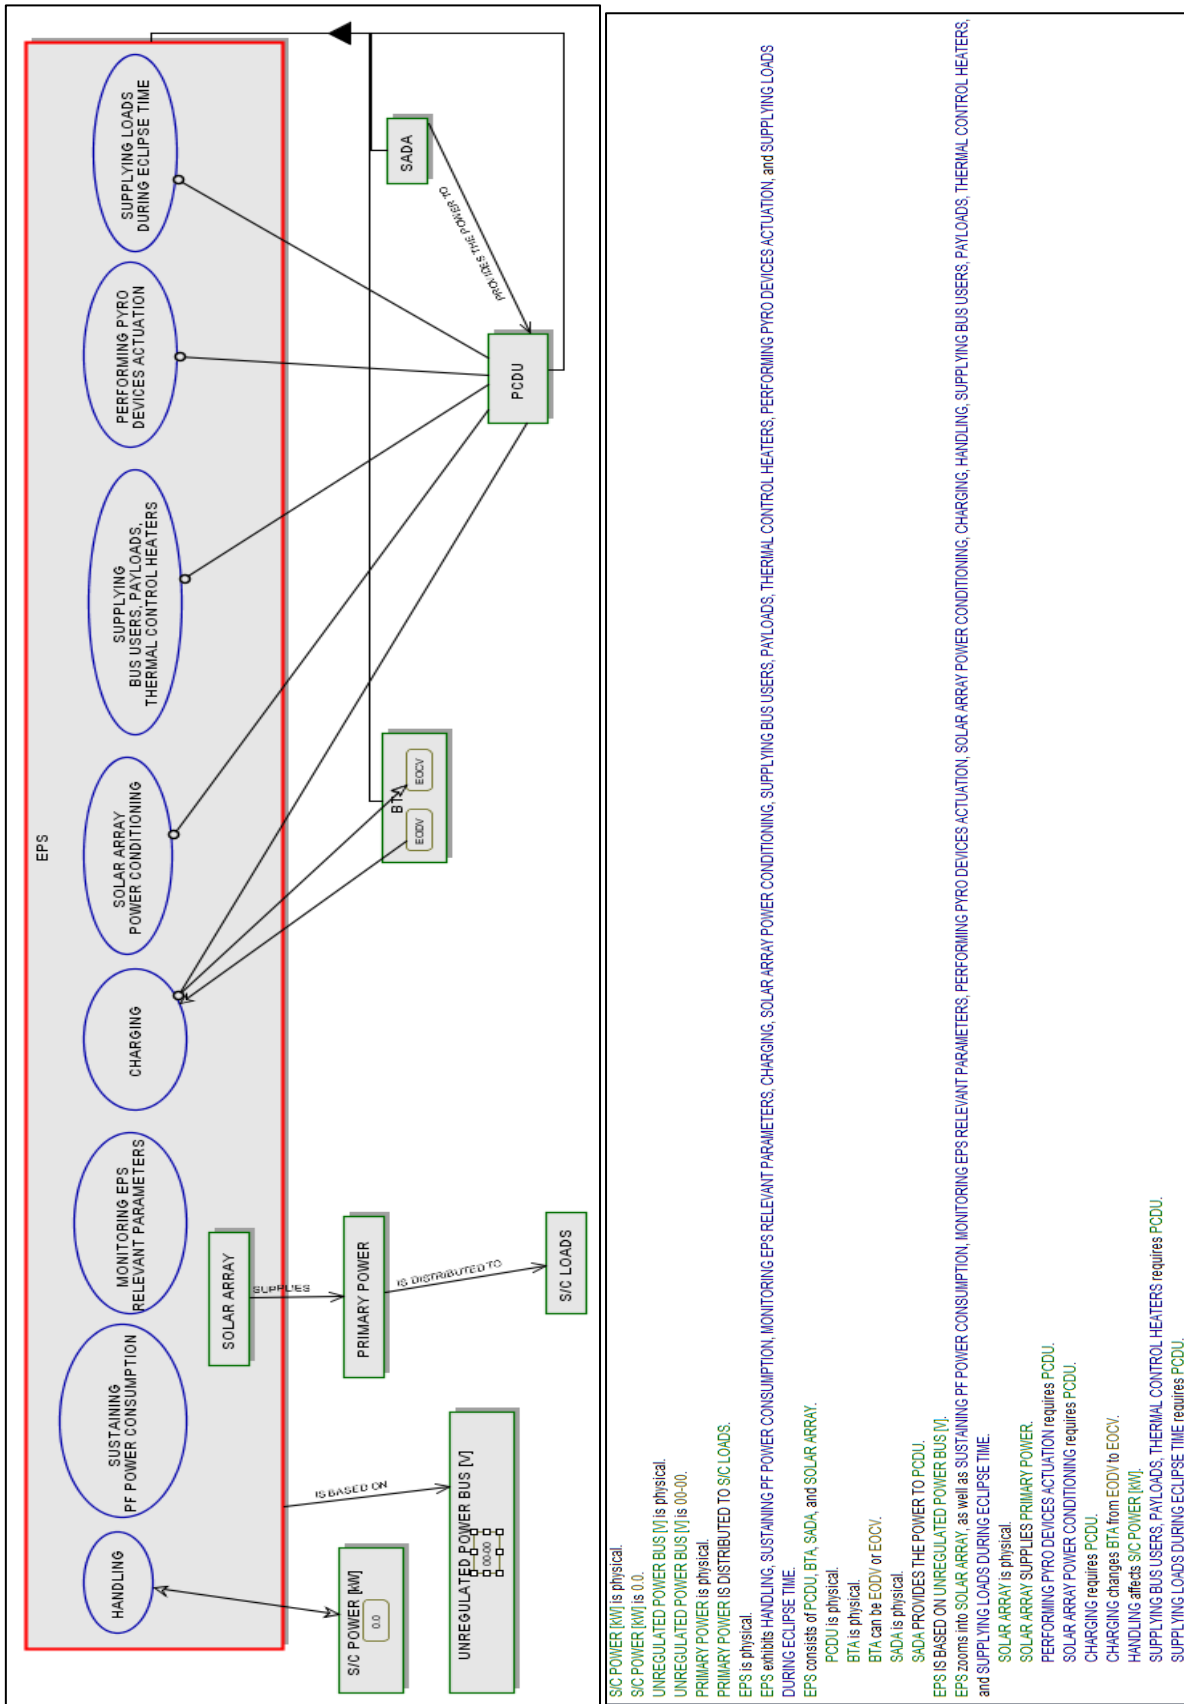 EPS
HANDLING
SUSTAINING
PF POWER CONSUMPTION
MONITORING EPS
RELEVANT PARAMETERS
CHARGING
SOLAR ARRAY
POWER CONDITIONING
SUPPLYING
BUS USERS, PAYLOADS,
THERMAL CONTROL HEATERS
PERFORMING PYRO
DEVICES ACTUATION
SUPPLYING LOADS
DURING ECLIPSE TIME
SOLAR ARRAY
SUPPLIES
PRIMARY POWER
IS DISTRIBUTED TO
S/C LOADS
S/C POWER [kW]
0.0
IS BASED ON
UNREGULATED POWER BUS [V]
00-00
EODV
EOCV
SADA
PROVIDES THE POWER TO
PCDU
S/C POWER [kW] is physical.
S/C POWER [kW] is 0.0.
UNREGULATED POWER BUS [V] is physical.
UNREGULATED POWER BUS [V] is 00-00.
PRIMARY POWER is physical.
PRIMARY POWER IS DISTRIBUTED TO S/C LOADS.
EPS is physical.
EPS exhibits HANDLING, SUSTAINING PF POWER CONSUMPTION, MONITORING EPS RELEVANT PARAMETERS, CHARGING, SOLAR ARRAY POWER CONDITIONING, SUPPLYING BUS USERS, PAYLOADS, THERMAL CONTROL HEATERS, PERFORMING PYRO DEVICES ACTUATION, and SUPPLYING LOADS
DURING ECLIPSE TIME.
EPS consists of PCDU, BTA, SADA, and SOLAR ARRAY.
PCDU is physical.
BTA is physical.
BTA can be EODV or EOCV.
SADA is physical.
SADA PROVIDES THE POWER TO PCDU.
EPS IS BASED ON UNREGULATED POWER BUS [V].
EPS zooms into SOLAR ARRAY, as well as SUSTAINING PF POWER CONSUMPTION, MONITORING EPS RELEVANT PARAMETERS, PERFORMING PYRO DEVICES ACTUATION, SOLAR ARRAY POWER CONDITIONING, CHARGING, HANDLING, SUPPLYING BUS USERS, PAYLOADS, THERMAL CONTROL HEATERS,
and SUPPLYING LOADS DURING ECLIPSE TIME.
SOLAR ARRAY is physical.
SOLAR ARRAY SUPPLIES PRIMARY POWER.
PERFORMING PYRO DEVICES ACTUATION requires PCDU.
SOLAR ARRAY POWER CONDITIONING requires PCDU.
CHARGING requires PCDU.
CHARGING changes BTA from EODV to EOCV.
HANDLING affects S/C POWER [kW].
SUPPLYING BUS USERS, PAYLOADS, THERMAL CONTROL HEATERS requires PCDU.
SUPPLYING LOADS DURING ECLIPSE TIME requires PCDU.